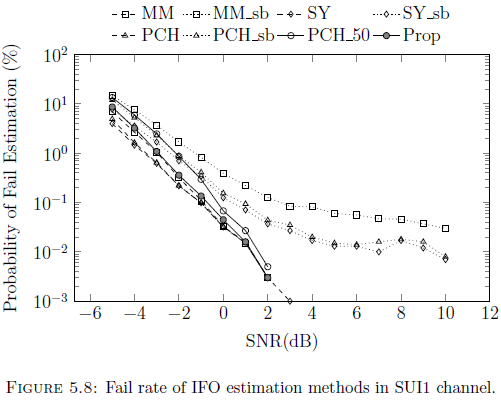 MM MM_sb SY SY_sb
PCH PCH_sb PCH_50 Prop
Probability of Fail Estimation (%)
10^2
10^1
10^0
10^−1
10^−2
10^−3
−6 −4 −2 0 2 4 6 8 10 12
SNR(dB)
FIGURE 5.8: Fail rate of IFO estimation methods in SUI1 channel.